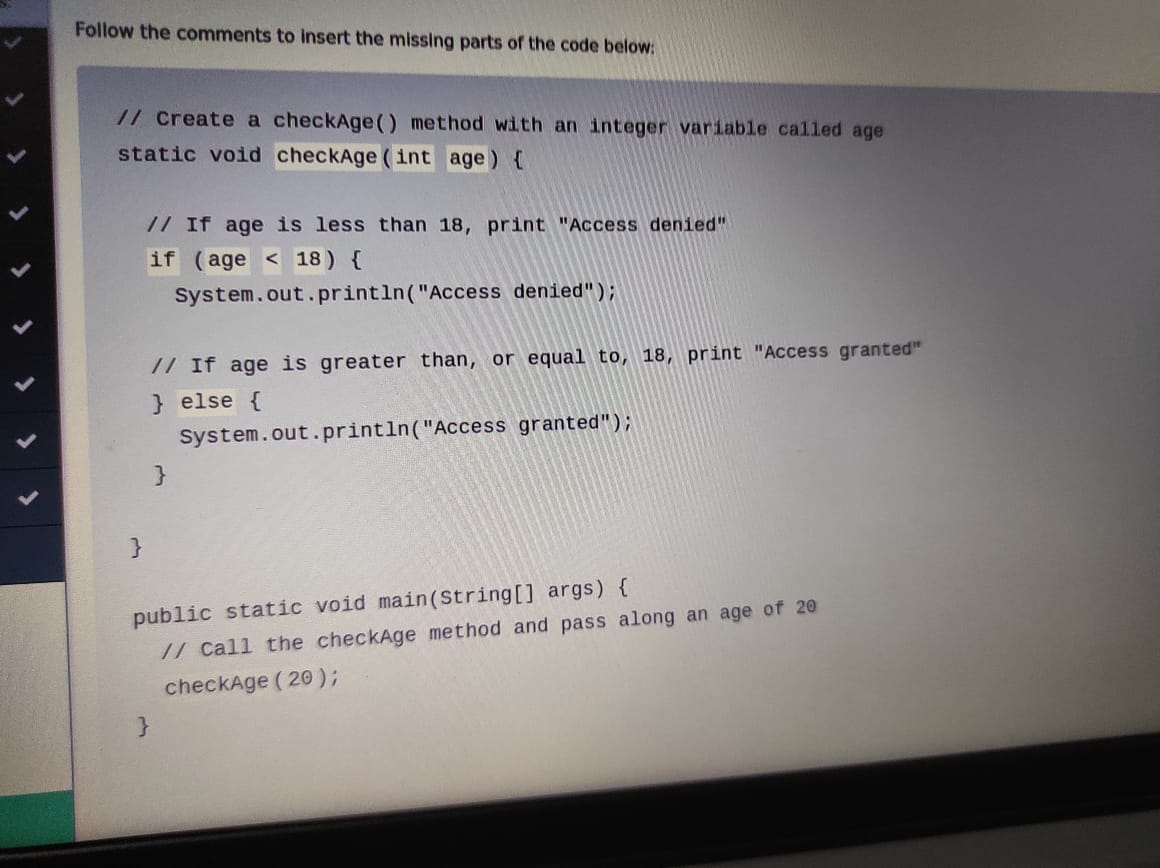 Follow the comments to insert the missing parts of the code below:
// Create a checkAge() method with an integer variable called age
static void checkAge(int age) {
// If age is less than 18, print "Access denied"
if (age < 18) {
System.out.println("Access denied");
// If age is greater than, or equal to, 18, print "Access granted"
} else {
System.out.println("Access granted");
}
}
public static void main(String[] args) {
// Call the checkAge method and pass along an age of 20
checkAge(20);
}